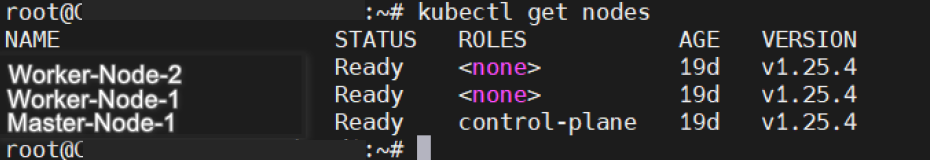 root@C :~# kubectl get nodes
NAME STATUS ROLES AGE VERSION
Worker-Node-2 Ready <none> 19d v1.25.4
Worker-Node-1 Ready <none> 19d v1.25.4
Master-Node-1 Ready control-plane 19d v1.25.4
root@C :~#